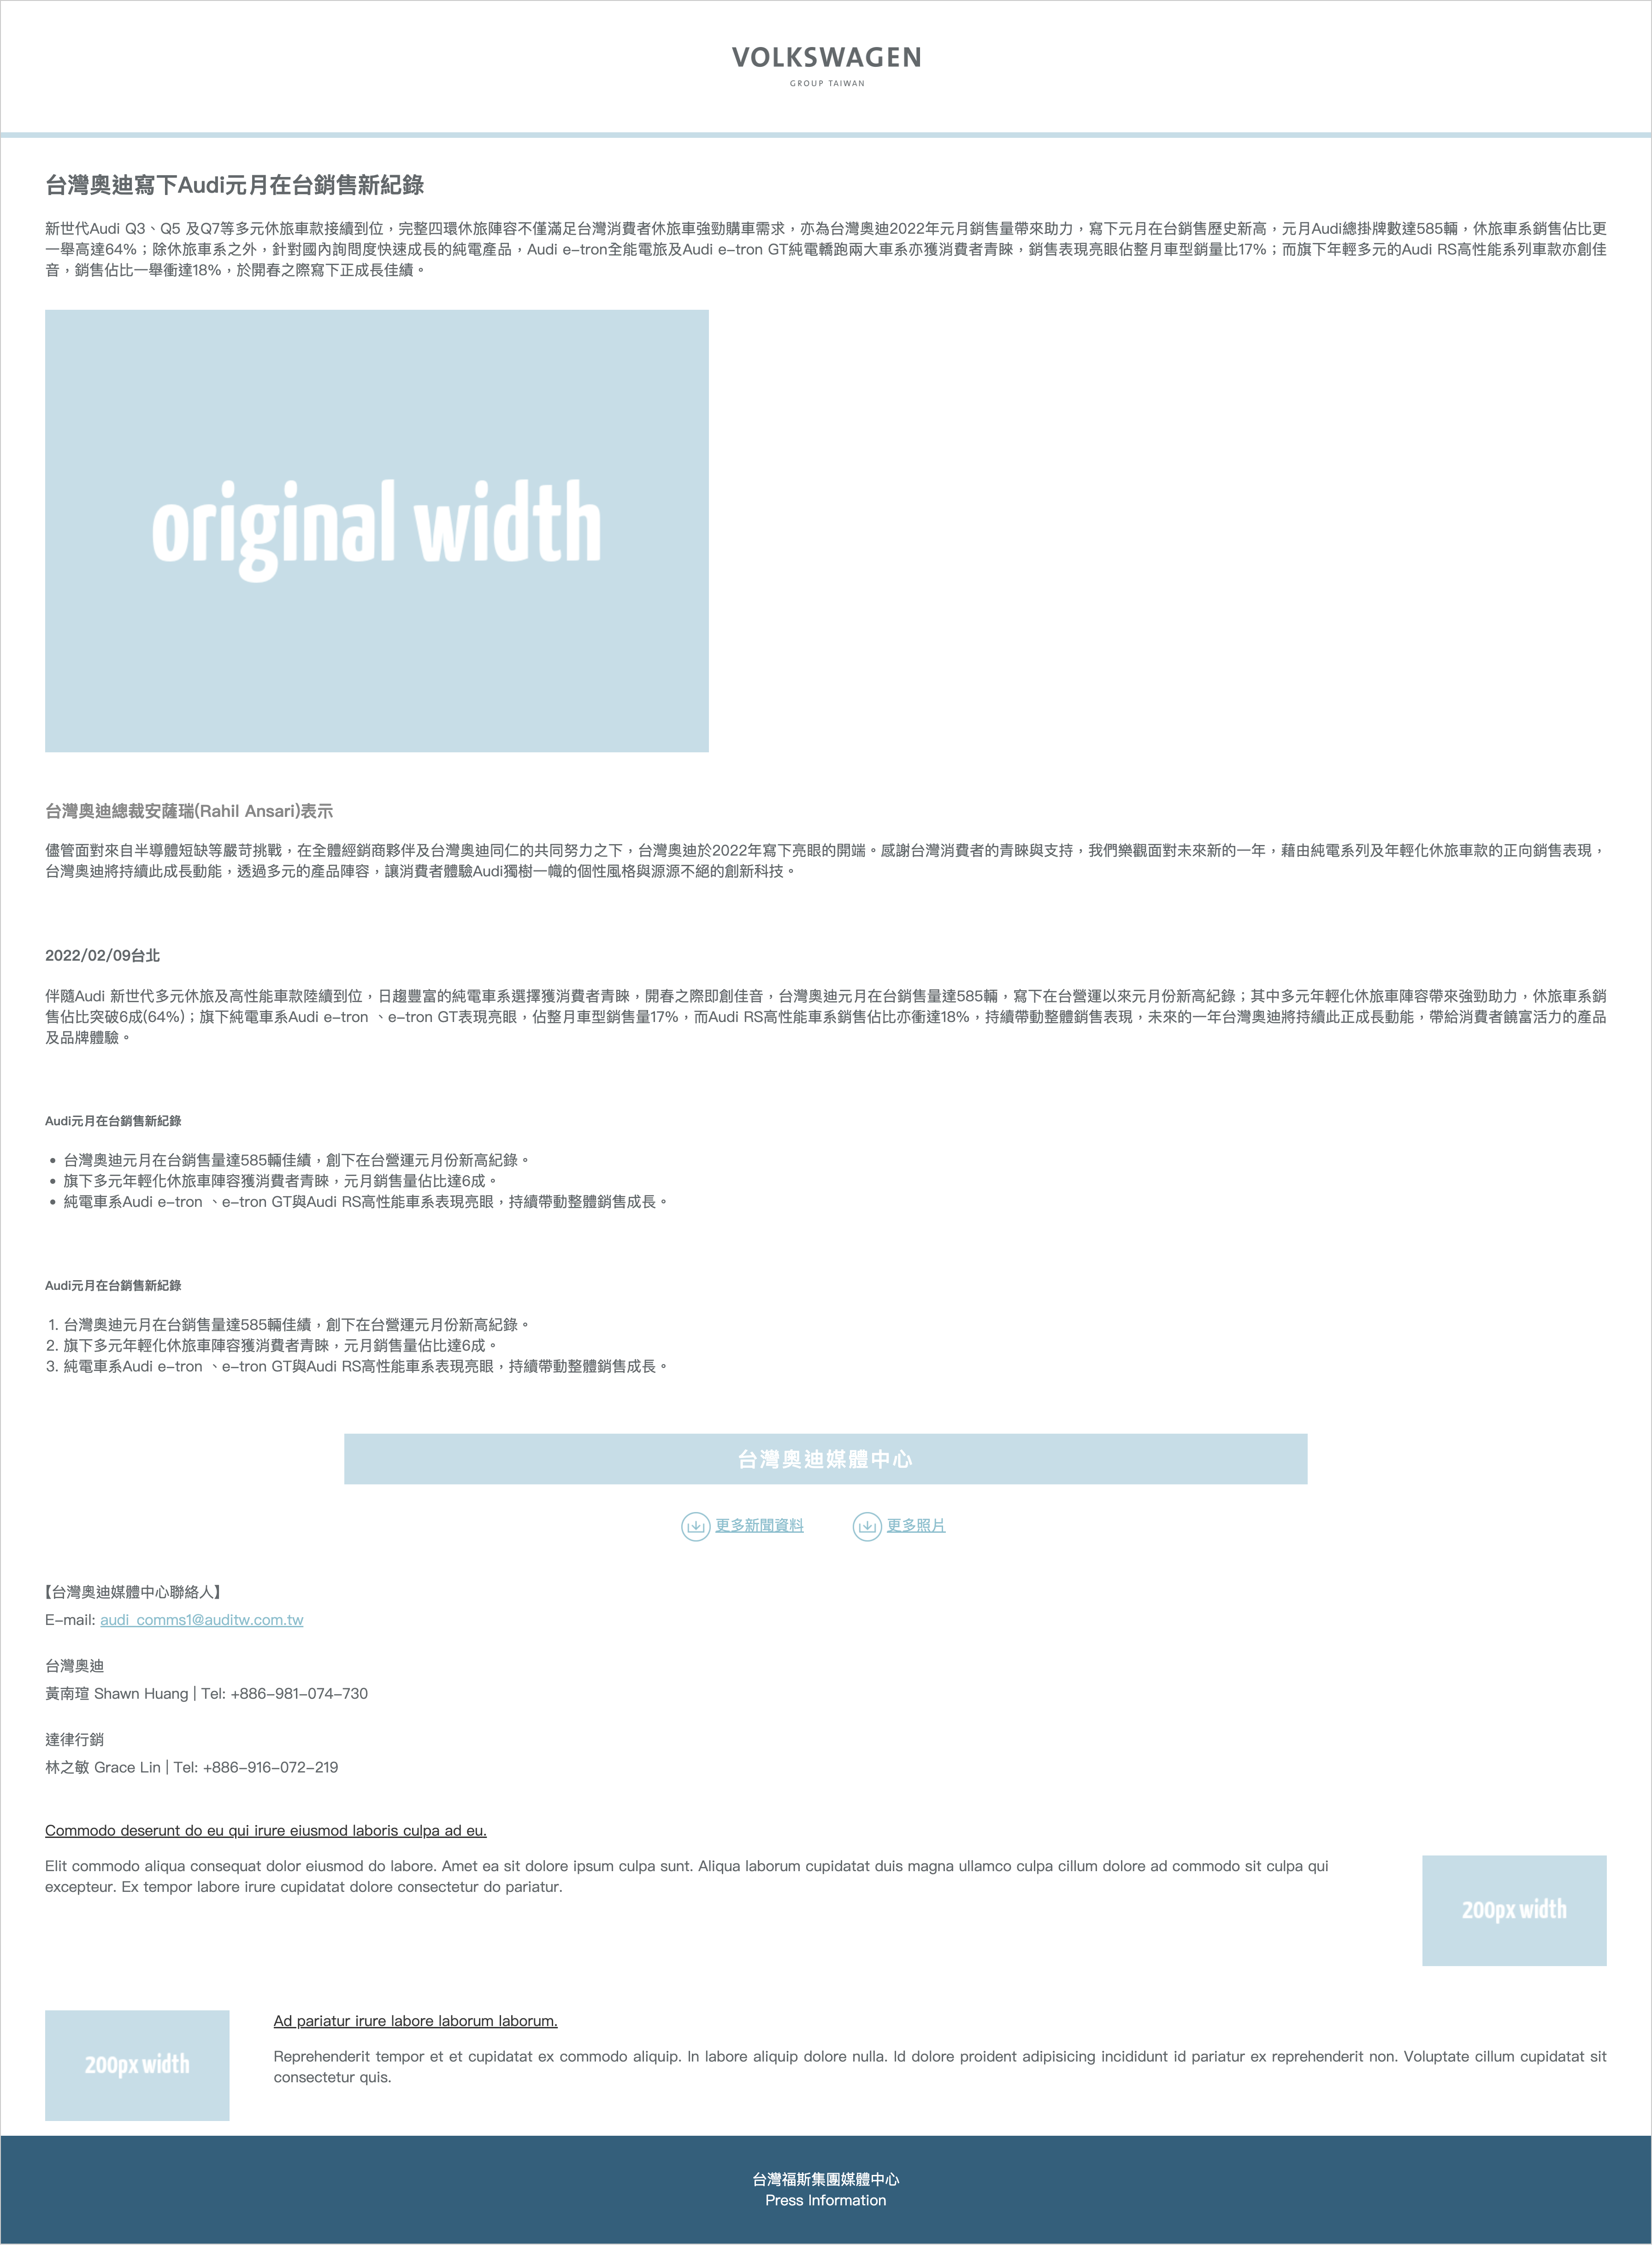 VOLKSWAGEN
GROUP TAIWAN
台灣奧迪寫下Audi元月在台銷售新紀錄
新世代Audi Q3、Q5 及Q7等多元休旅車款接續到位，完整四環休旅陣容不僅滿足台灣消費者休旅車強勁購車需求，亦為台灣奧迪2022年元月銷售量帶來助力，寫下元月在台銷售歷史新高，元月Audi總掛牌數達585輛，休旅車系銷售佔比更
一舉高達64%；除休旅車系之外，針對國內詢問度快速成長的純電產品，Audi e-tron全能電旅及Audi e-tron GT純電轎跑兩大車系亦獲消費者青睞，銷售表現亮眼佔整月車型銷量比17%；而旗下年輕多元的Audi RS高性能系列車款亦創佳
音，銷售佔比一舉衝達18%，於開春之際寫下正成長佳績。
original width
台灣奧迪總裁安薩瑞(Rahil Ansari)表示
儘管面對來自半導體短缺等嚴苛挑戰，在全體經銷商夥伴及台灣奧迪同仁的共同努力之下，台灣奧迪於2022年寫下亮眼的開端。感謝台灣消費者的青睞與支持，我們樂觀面對未來新的一年，藉由純電系列及年輕化休旅車款的正向銷售表現，
台灣奧迪將持續此成長動能，透過多元的產品陣容，讓消費者體驗Audi獨樹一幟的個性風格與源源不絕的創新科技。
2022/02/09台北
伴隨Audi 新世代多元休旅及高性能車款陸續到位，日趨豐富的純電車系選擇獲消費者青睞，開春之際即創佳音，台灣奧迪元月在台銷售量達585輛，寫下在台營運以來元月份新高紀錄；其中多元年輕化休旅車陣容帶來強勁助力，休旅車系銷
售佔比突破6成(64%)；旗下純電車系Audi e-tron 、e-tron GT表現亮眼，佔整月車型銷售量17%，而Audi RS高性能車系銷售佔比亦衝達18%，持續帶動整體銷售表現，未來的一年台灣奧迪將持續此正成長動能，帶給消費者饒富活力的產品
及品牌體驗。
Audi元月在台銷售新紀錄
• 台灣奧迪元月在台銷售量達585輛佳績，創下在台營運元月份新高紀錄。
• 旗下多元年輕化休旅車陣容獲消費者青睞，元月銷售量佔比達6成。
• 純電車系Audi e-tron 、e-tron GT與Audi RS高性能車系表現亮眼，持續帶動整體銷售成長。
Audi元月在台銷售新紀錄
1. 台灣奧迪元月在台銷售量達585輛佳績，創下在台營運元月份新高紀錄。
2. 旗下多元年輕化休旅車陣容獲消費者青睞，元月銷售量佔比達6成。
3. 純電車系Audi e-tron 、e-tron GT與Audi RS高性能車系表現亮眼，持續帶動整體銷售成長。
台灣奧迪媒體中心
更多新聞資料 更多照片
【台灣奧迪媒體中心聯絡人】
E-mail: audi_comms1@auditw.com.tw
台灣奧迪
黃南瑄 Shawn Huang | Tel: +886-981-074-730
達律行銷
林之敏 Grace Lin | Tel: +886-916-072-219
Commodo deserunt do eu qui irure eiusmod laboris culpa ad eu.
Elit commodo aliqua consequat dolor eiusmod do labore. Amet ea sit dolore ipsum culpa sunt. Aliqua laborum cupidatat duis magna ullamco culpa cillum dolore ad commodo sit culpa qui
excepteur. Ex tempor labore irure cupidatat dolore consectetur do pariatur.
200px width
200px width
Ad pariatur irure labore laborum laborum.
Reprehenderit tempor et et cupidatat ex commodo aliquip. In labore aliquip dolore nulla. Id dolore proident adipisicing incididunt id pariatur ex reprehenderit non. Voluptate cillum cupidatat sit
consectetur quis.
台灣福斯集團媒體中心
Press Information